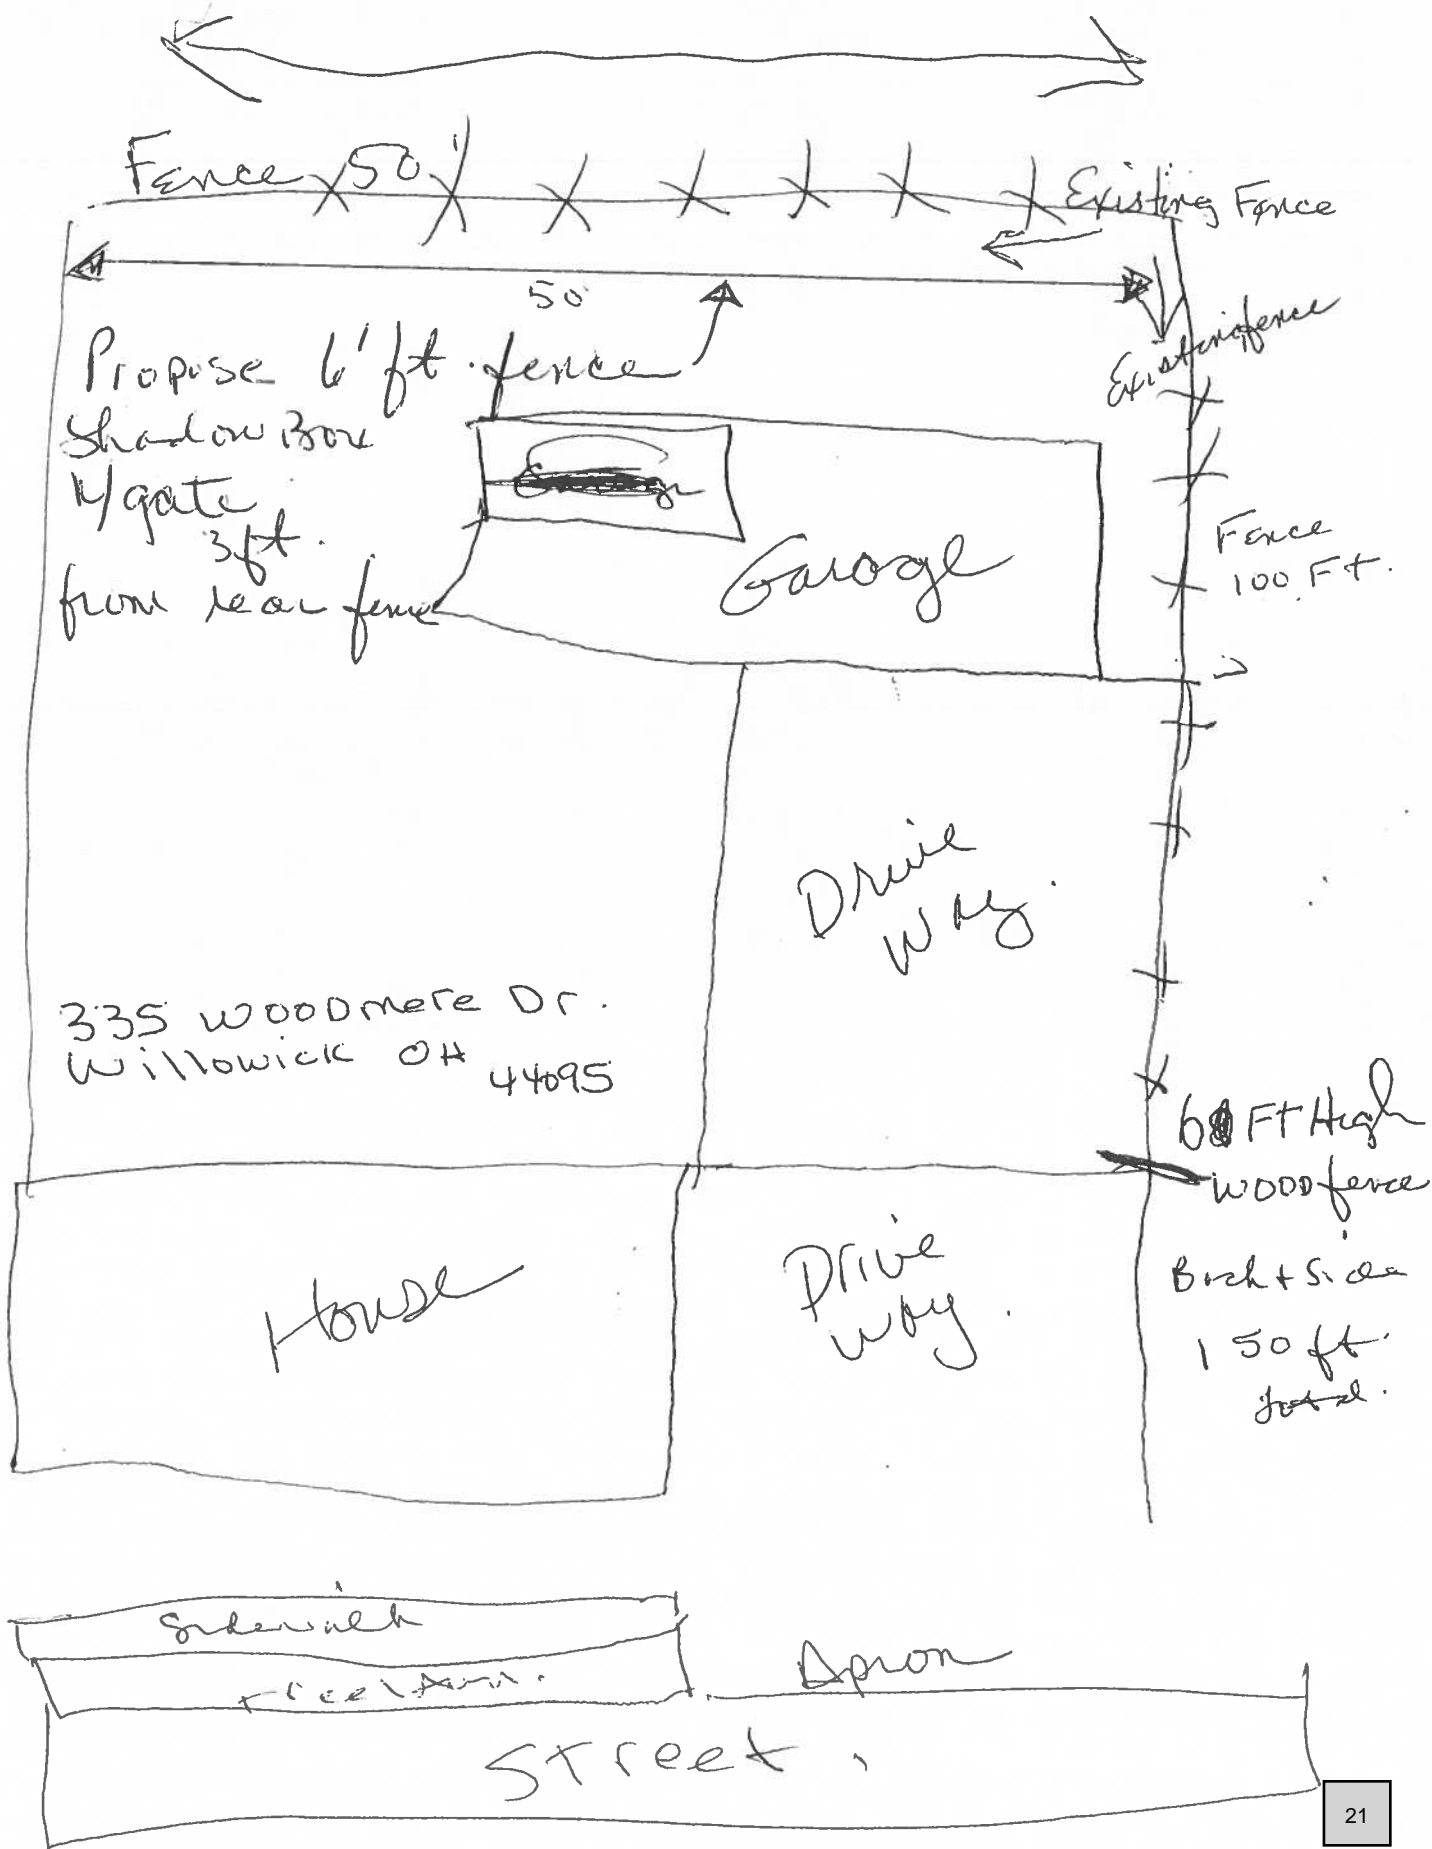 Fence 50'
Existing Fence
50
Existing fence
Propose 6' ft. fence
Shadow Box
W/gate
3ft.
from rear fence
Garage
Fence
100 Ft.
Drive
Way.
335 WOODmere Dr.
Willowick OH
44095
6 FT High
WOOD fence
Back + Side
150 ft.
total.
House
Drive
Way.
Sidewalk
Apron
Street.
21